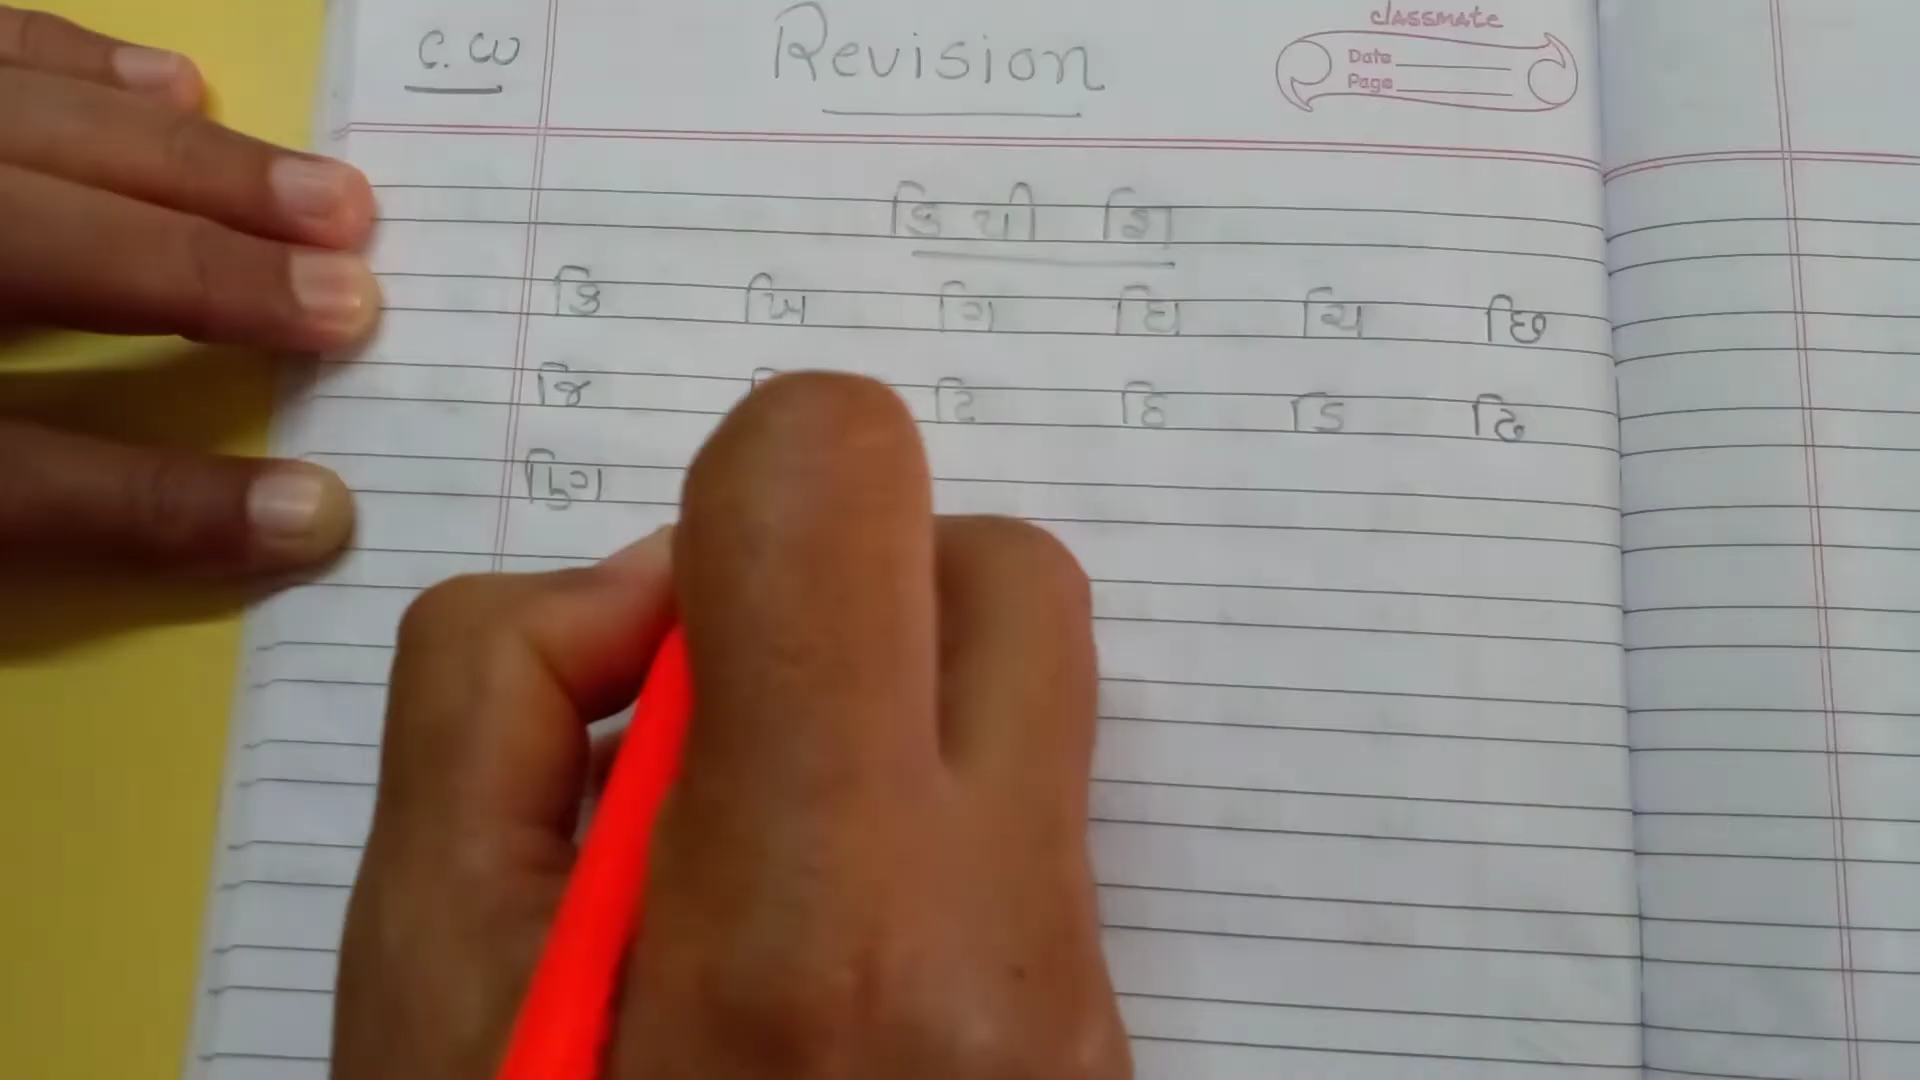 classmate
C.W Revision
Date
Page
કિ થી જ્ઞિ
કિ ખિ ગિ ઘિ ચિ છિ
જિ ટિ ઠિ ડિ ઢિ
ણિ